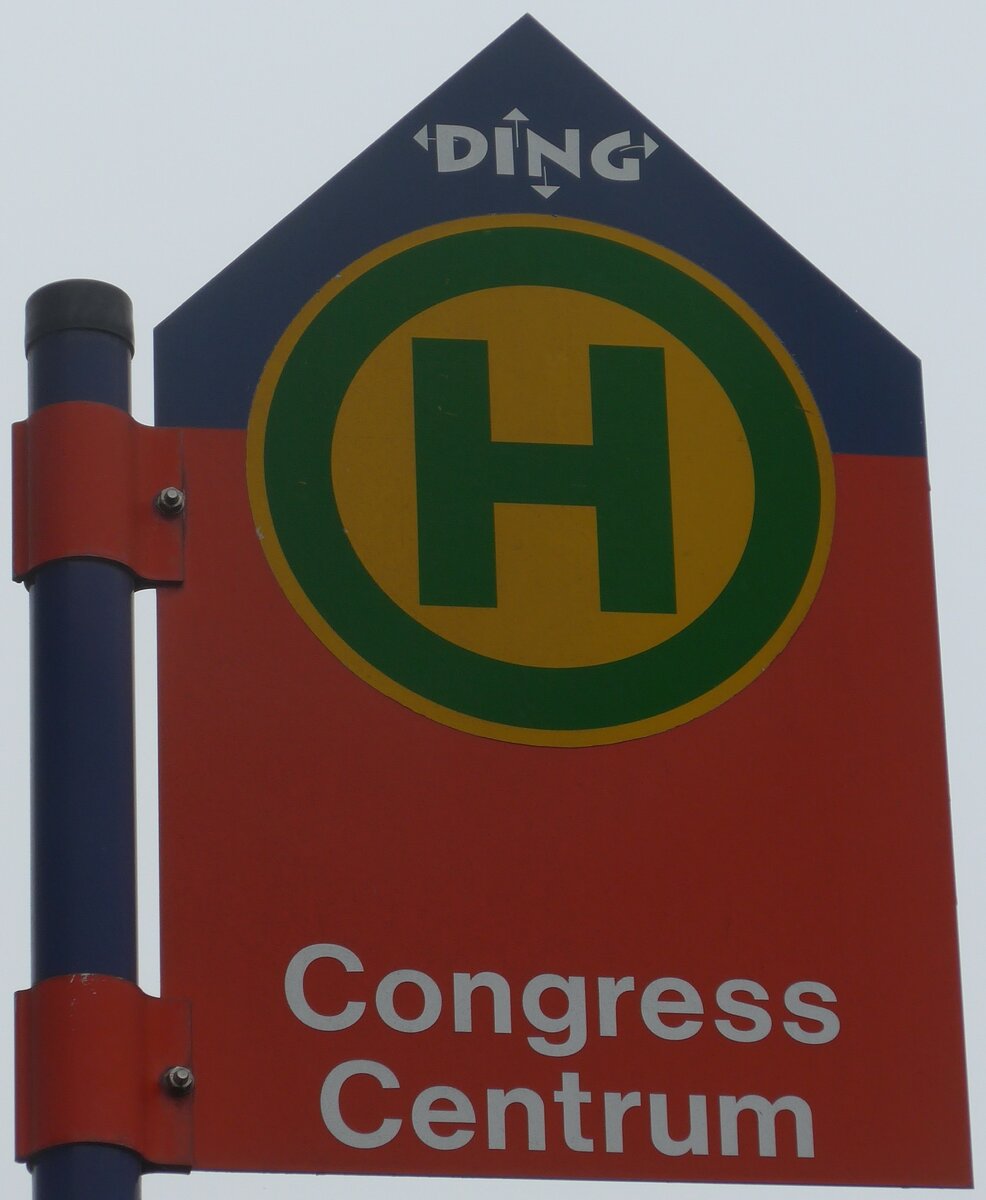 DING
H
Congress
Centrum